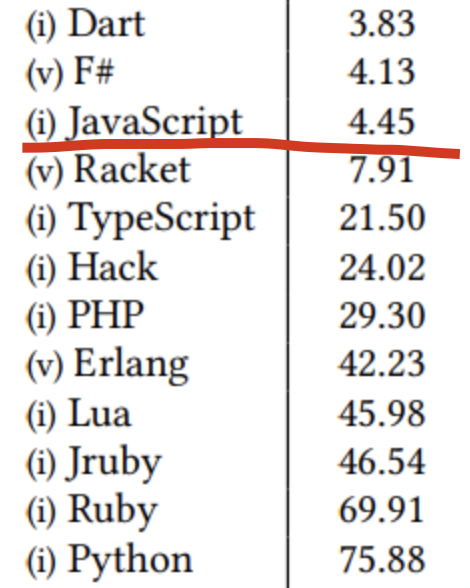 (i) Dart 3.83
(v) F# 4.13
(i) JavaScript 4.45
(v) Racket 7.91
(i) TypeScript 21.50
(i) Hack 24.02
(i) PHP 29.30
(v) Erlang 42.23
(i) Lua 45.98
(i) Jruby 46.54
(i) Ruby 69.91
(i) Python 75.88